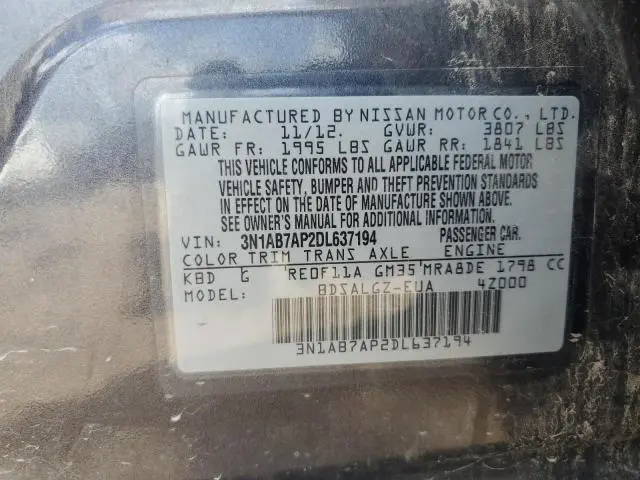 MANUFACTURED BY NISSAN MOTOR CO., LTD.
DATE: 11/12. GVWR: 3807 LBS
GAWR FR: 1995 LBS GAWR RR: 1841 LBS
THIS VEHICLE CONFORMS TO ALL APPLICABLE FEDERAL MOTOR
VEHICLE SAFETY, BUMPER AND THEFT PREVENTION STANDARDS
IN EFFECT ON THE DATE OF MANUFACTURE SHOWN ABOVE.
SEE OWNER'S MANUAL FOR ADDITIONAL INFORMATION.
VIN: 3N1AB7AP2DL637194 PASSENGER CAR.
COLOR TRIM TRANS AXLE ENGINE
KBD G RE0F11A GM35 MRA8DE 1798 CC
MODEL: BDSALGZ-EUA 4Z000
3N1AB7AP2DL637194